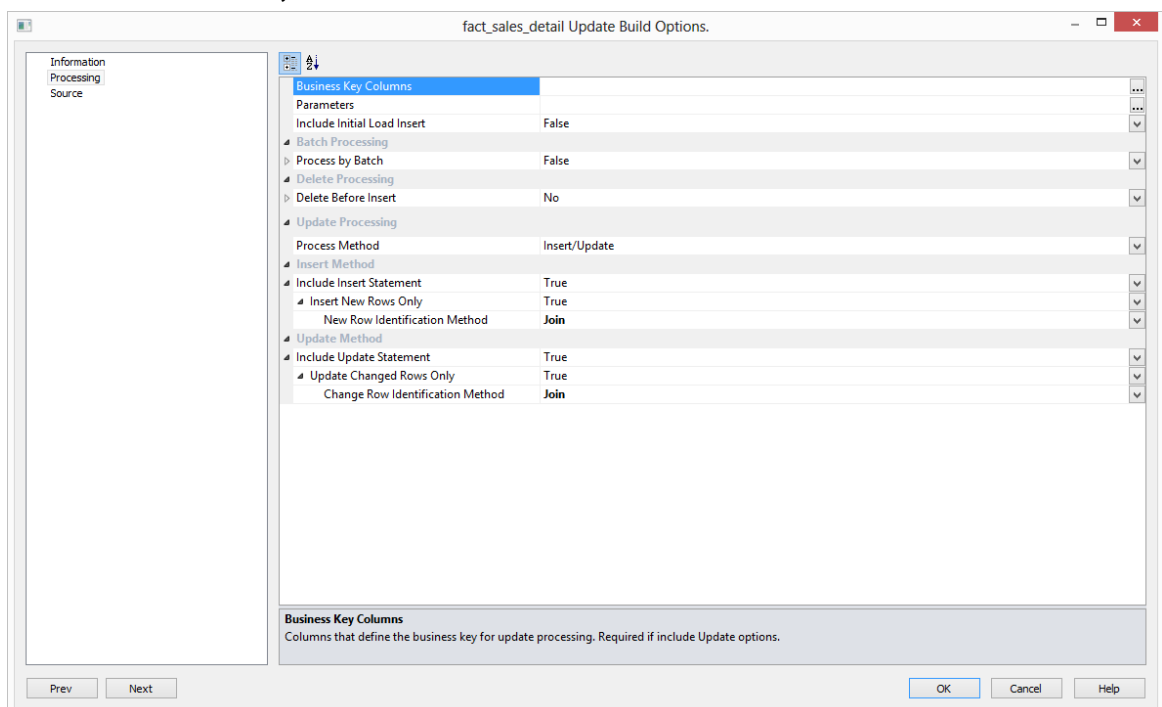 fact_sales_detail Update Build Options.
Information
Processing
Source
Business Key Columns
Parameters
Include Initial Load Insert False
Batch Processing
Process by Batch False
Delete Processing
Delete Before Insert No
Update Processing
Process Method Insert/Update
Insert Method
Include Insert Statement True
Insert New Rows Only True
New Row Identification Method Join
Update Method
Include Update Statement True
Update Changed Rows Only True
Change Row Identification Method Join
Business Key Columns
Columns that define the business key for update processing. Required if include Update options.
Prev Next OK Cancel Help